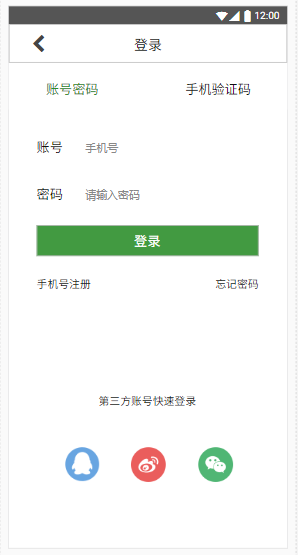 12:00
登录
账号密码 手机验证码
账号 手机号
密码 请输入密码
登录
手机号注册 忘记密码
第三方账号快速登录